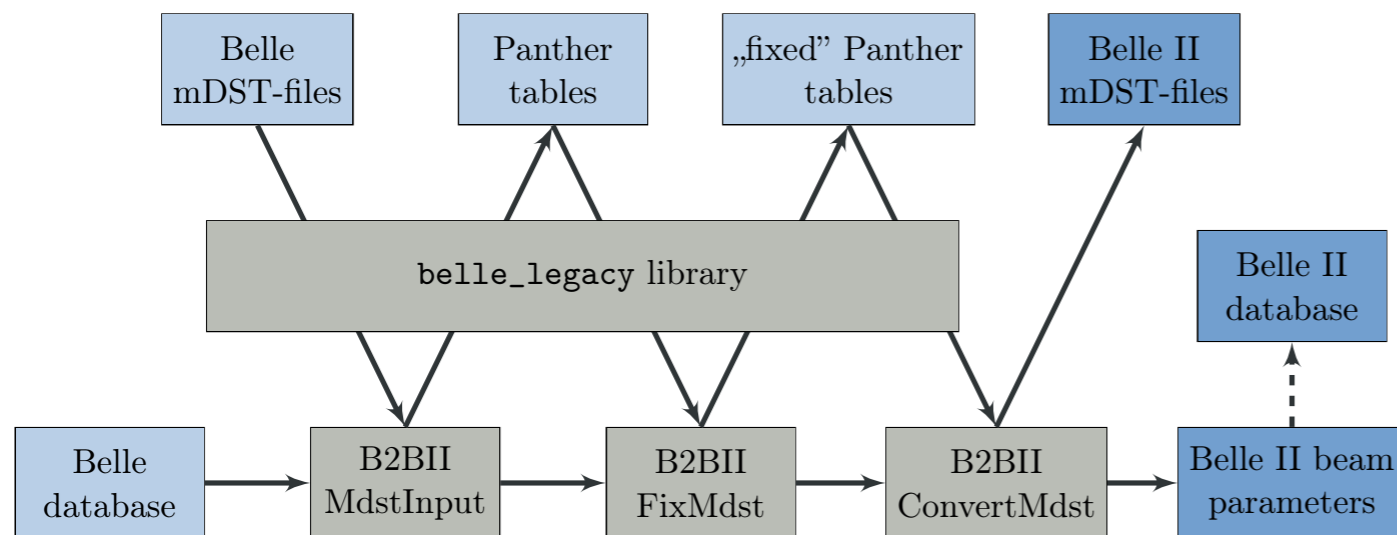 Belle
mDST-files
Panther
tables
„fixed” Panther
tables
Belle II
mDST-files
belle_legacy library
Belle II
database
Belle
database
B2BII
MdstInput
B2BII
FixMdst
B2BII
ConvertMdst
Belle II beam
parameters